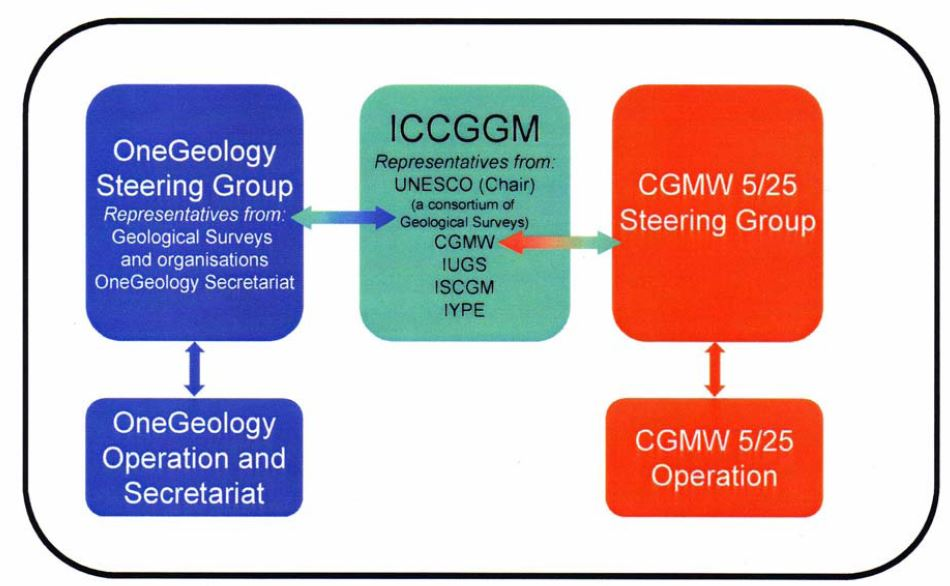 OneGeology
Steering Group
Representatives from:
Geological Surveys
and organisations
OneGeology Secretariat
ICCGGM
Representatives from:
UNESCO (Chair)
(a consortium of
Geological Surveys)
CGMW
IUGS
ISCGM
IYPE
CGMW 5/25
Steering Group
OneGeology
Operation and
Secretariat
CGMW 5/25
Operation